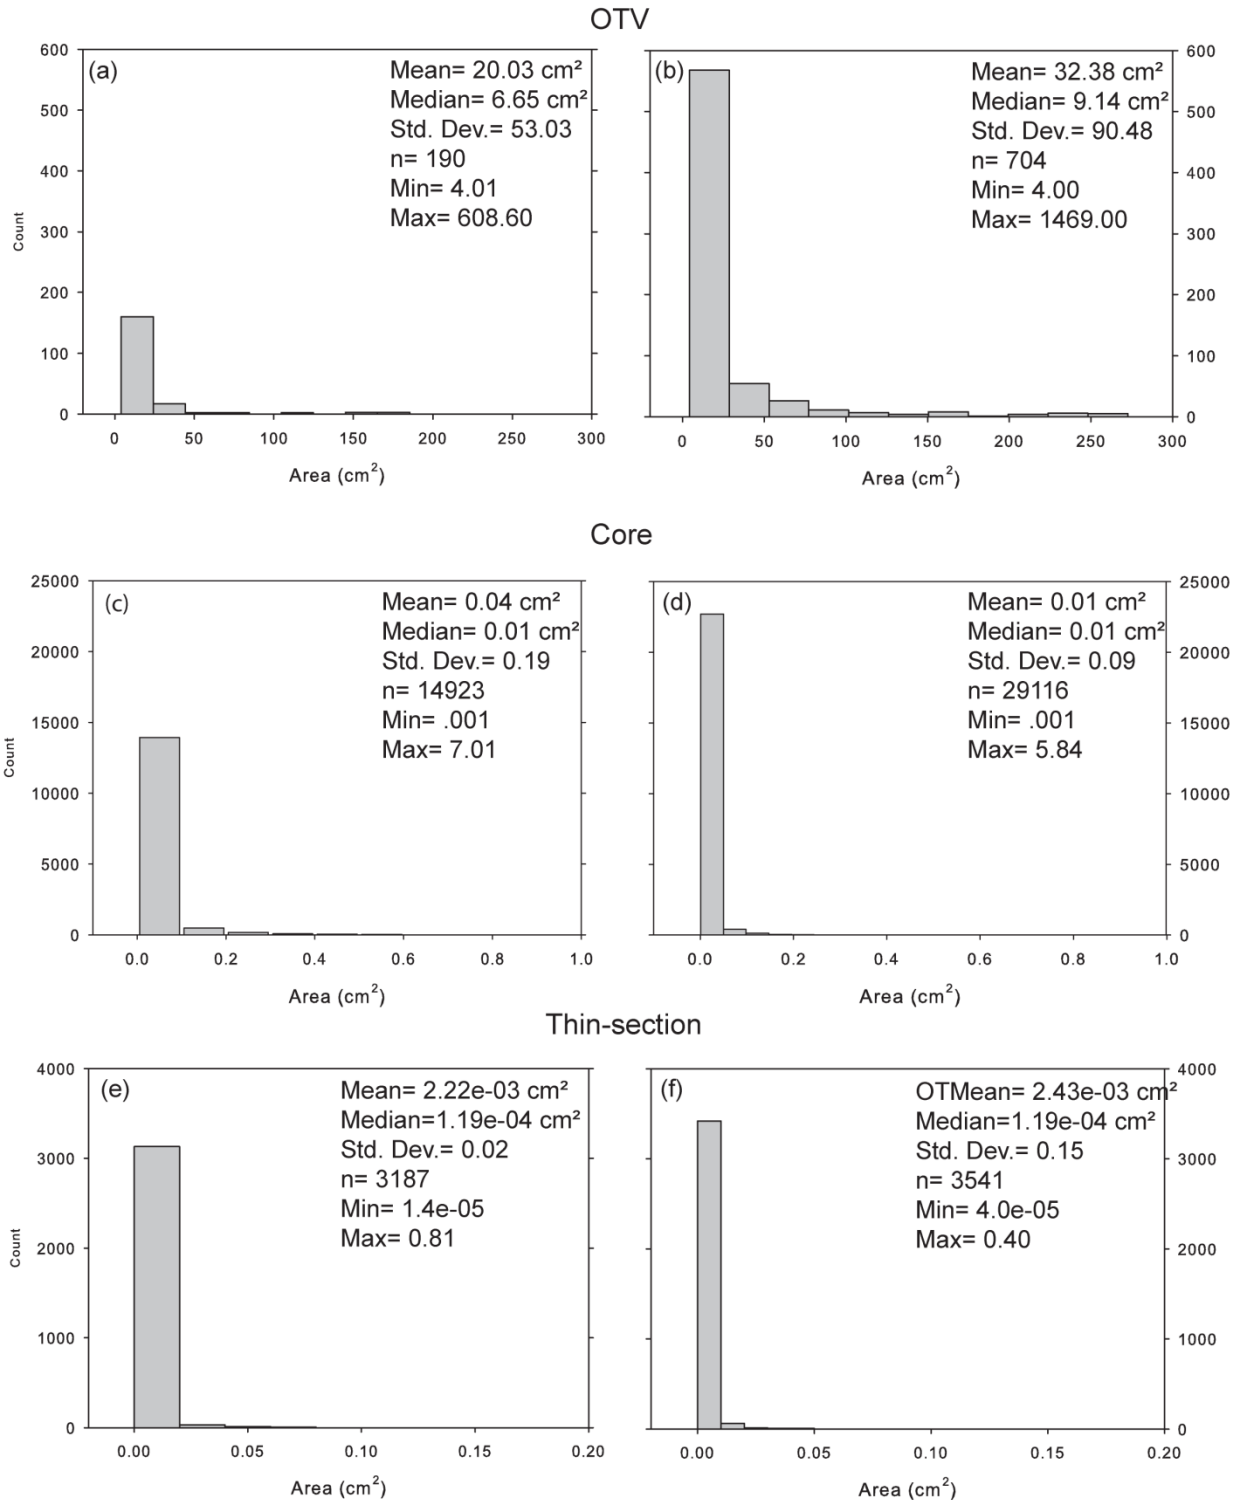 OTV
(a)
Mean= 20.03 cm²
Median= 6.65 cm²
Std. Dev.= 53.03
n= 190
Min= 4.01
Max= 608.60
600
500
400
300
200
100
0
Count
0 50 100 150 200 250 300
Area (cm²)
(b)
Mean= 32.38 cm²
Median= 9.14 cm²
Std. Dev.= 90.48
n= 704
Min= 4.00
Max= 1469.00
600
500
400
300
200
100
0
0 50 100 150 200 250 300
Area (cm²)
Core
(c)
Mean= 0.04 cm²
Median= 0.01 cm²
Std. Dev.= 0.19
n= 14923
Min= .001
Max= 7.01
25000
20000
15000
10000
5000
0
Count
0.0 0.2 0.4 0.6 0.8 1.0
Area (cm²)
(d)
Mean= 0.01 cm²
Median= 0.01 cm²
Std. Dev.= 0.09
n= 29116
Min= .001
Max= 5.84
25000
20000
15000
10000
5000
0
0.0 0.2 0.4 0.6 0.8 1.0
Area (cm²)
Thin-section
(e)
Mean= 2.22e-03 cm²
Median=1.19e-04 cm²
Std. Dev.= 0.02
n= 3187
Min= 1.4e-05
Max= 0.81
4000
3000
2000
1000
0
Count
0.00 0.05 0.10 0.15 0.20
Area (cm²)
(f)
OTMean= 2.43e-03 cm²
Median=1.19e-04 cm²
Std. Dev.= 0.15
n= 3541
Min= 4.0e-05
Max= 0.40
4000
3000
2000
1000
0
0.00 0.05 0.10 0.15 0.20
Area (cm²)